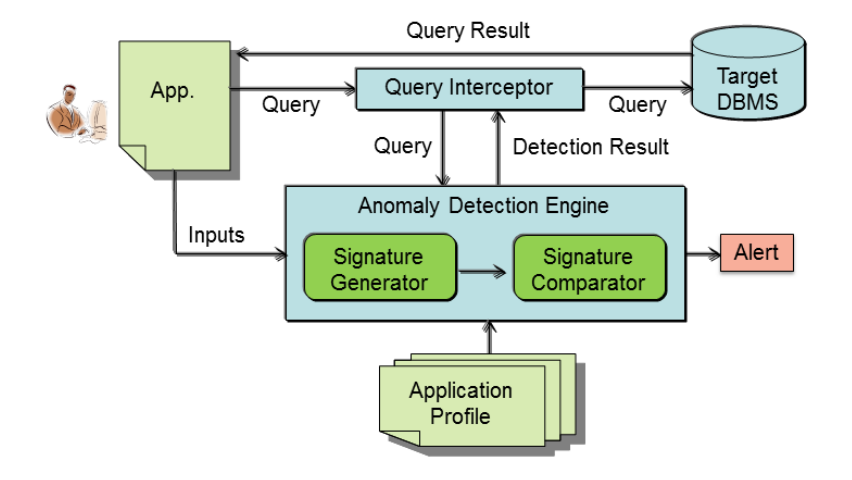 Query Result
App.
Query
Query Interceptor
Query
Target
DBMS
Query
Detection Result
Inputs
Anomaly Detection Engine
Signature
Generator
Signature
Comparator
Alert
Application
Profile